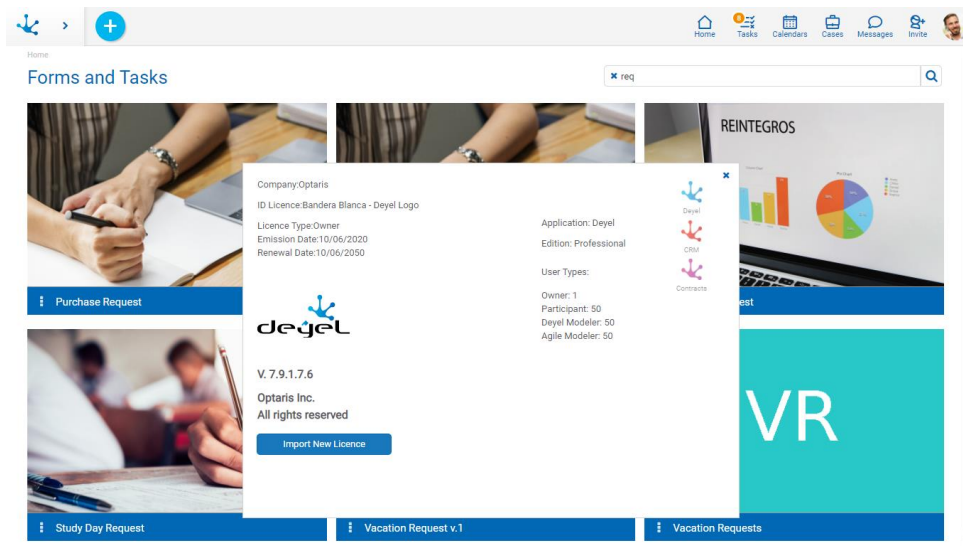 Home
Tasks
Calendars
Cases
Messages
Invite
Home
Forms and Tasks
req
REINTEGROS
Company:Optaris
ID Licence:Bandera Blanca - Deyel Logo
Licence Type:Owner
Emission Date:10/06/2020
Renewal Date:10/06/2050
deyel
V. 7.9.1.7.6
Optaris Inc.
All rights reserved
Import New Licence
Application: Deyel
Edition: Professional
User Types:
Owner: 1
Participant: 50
Deyel Modeler: 50
Agile Modeler: 50
Deyel
CRM
Contracts
Purchase Request
est
VR
Study Day Request
Vacation Request v.1
Vacation Requests